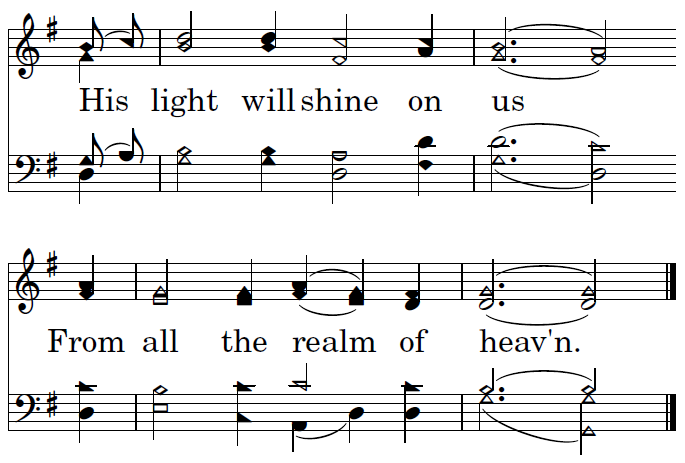 His light will shine on us
From all the realm of heav'n.